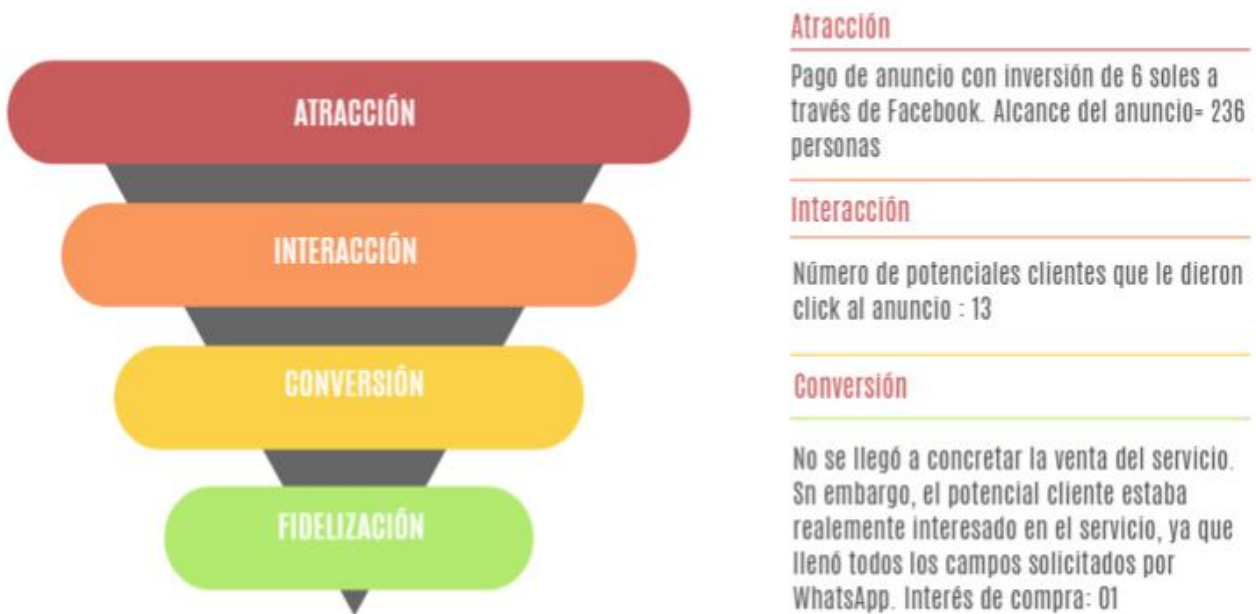 ATRACCIÓN
INTERACCIÓN
CONVERSIÓN
FIDELIZACIÓN
Atracción
Pago de anuncio con inversión de 6 soles a
través de Facebook. Alcance del anuncio= 236
personas
Interacción
Número de potenciales clientes que le dieron
click al anuncio : 13
Conversión
No se llegó a concretar la venta del servicio.
Sn embargo, el potencial cliente estaba
realemente interesado en el servicio, ya que
llenó todos los campos solicitados por
WhatsApp. Interés de compra: 01